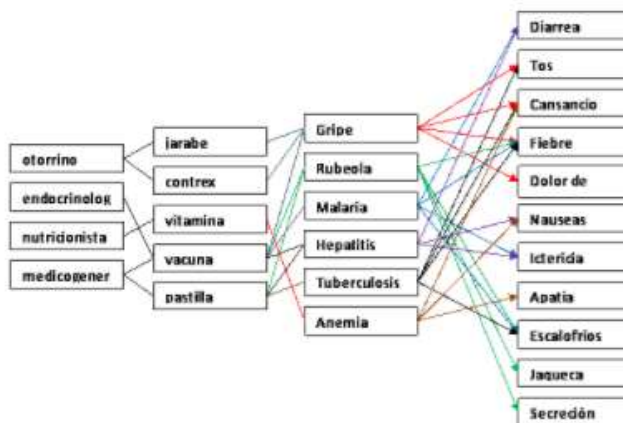 otorrino
endocrinolog
nutricionista
medicogener
jarabe
contrex
vitamina
vacuna
pastilla
Gripe
Rubeola
Malaria
Hepatitis
Tuberculosis
Anemia
Diarrea
Tos
Cansancio
Fiebre
Dolor de
Nauseas
Ictericia
Apatia
Escalofrios
Jaqueca
Secreción